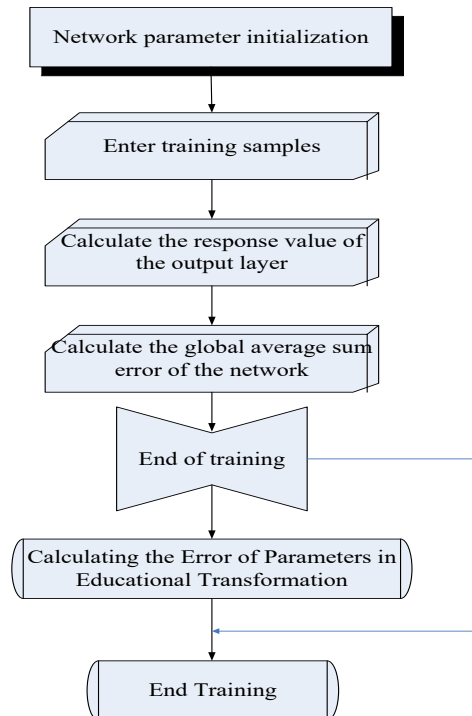 Network parameter initialization
Enter training samples
Calculate the response value of
the output layer
Calculate the global average sum
error of the network
End of training
Calculating the Error of Parameters in
Educational Transformation
End Training